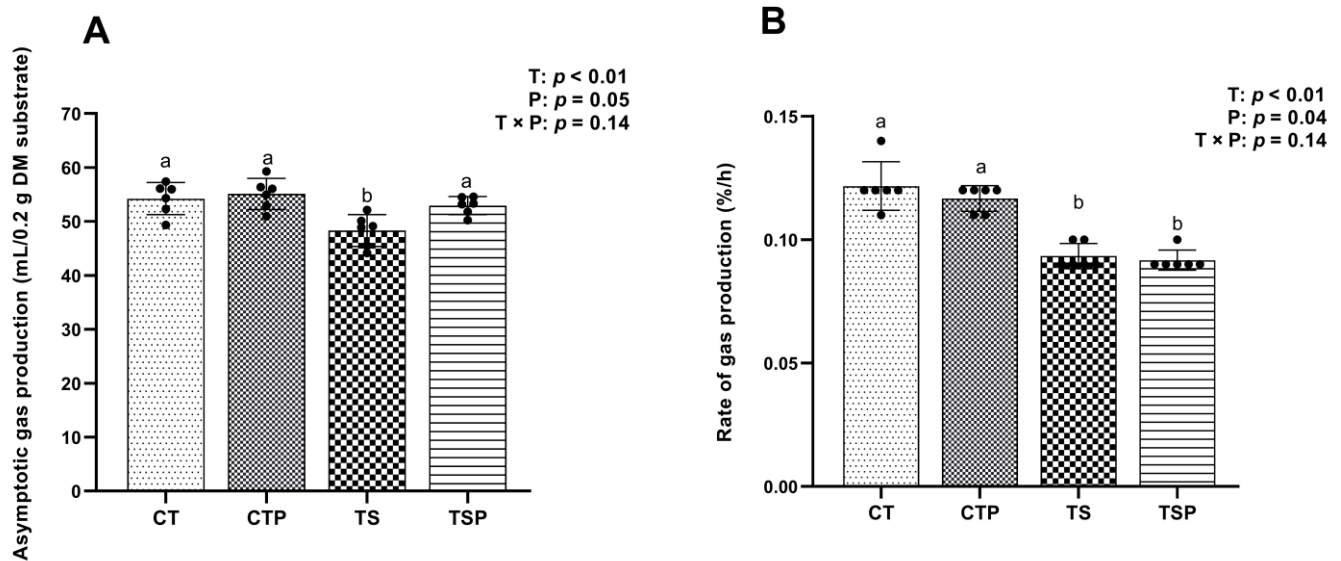 A
Asymptotic gas production (mL/0.2 g DM substrate)
T: p < 0.01
P: p = 0.05
T × P: p = 0.14
70
60
50
40
30
20
10
0
a
a
b
a
CT
CTP
TS
TSP
B
Rate of gas production (%/h)
T: p < 0.01
P: p = 0.04
T × P: p = 0.14
0.15
0.10
0.05
0.00
a
a
b
b
CT
CTP
TS
TSP